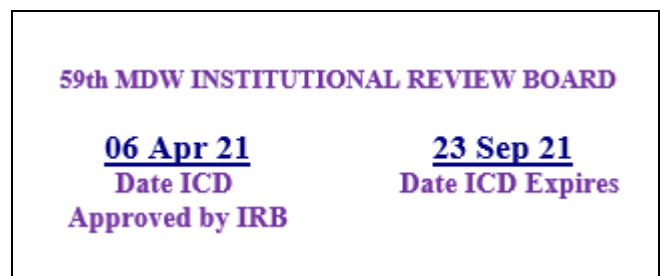 59th MDW INSTITUTIONAL REVIEW BOARD
06 Apr 21 23 Sep 21
Date ICD Date ICD Expires
Approved by IRB